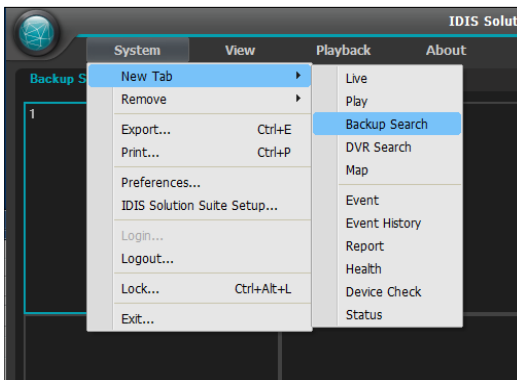 IDIS Solut
System View Playback About
Backup S
1
New Tab
Remove
Export... Ctrl+E
Print... Ctrl+P
Preferences...
IDIS Solution Suite Setup...
Login...
Logout...
Lock... Ctrl+Alt+L
Exit...
Live
Play
Backup Search
DVR Search
Map
Event
Event History
Report
Health
Device Check
Status